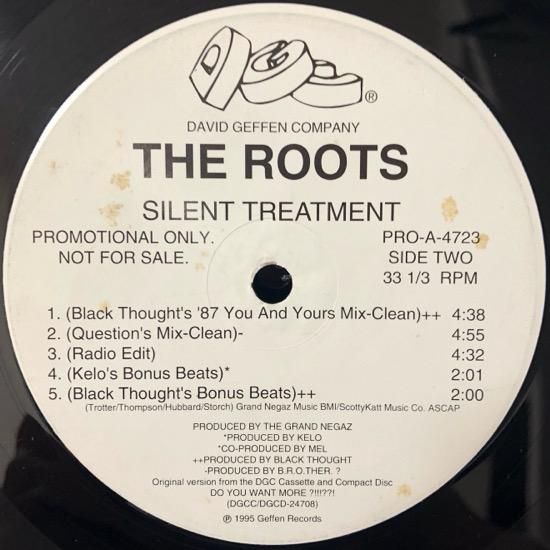 DGC ®
DAVID GEFFEN COMPANY
THE ROOTS
SILENT TREATMENT
PROMOTIONAL ONLY. PRO-A-4723
NOT FOR SALE. SIDE TWO
33 1/3 RPM
1. (Black Thought's '87 You And Yours Mix-Clean)++ 4:38
2. (Question's Mix-Clean)- 4:55
3. (Radio Edit) 4:32
4. (Kelo's Bonus Beats)* 2:01
5. (Black Thought's Bonus Beats)++ 2:00
(Trotter/Thompson/Hubbard/Storch) Grand Negaz Music BMI/ScottyKatt Music Co. ASCAP
PRODUCED BY THE GRAND NEGAZ
*PRODUCED BY KELO
*CO-PRODUCED BY MEL
++PRODUCED BY BLACK THOUGHT
-PRODUCED BY B.R.O.THER. ?
Original version from the DGC Cassette and Compact Disc
DO YOU WANT MORE ?!!!??!
(DGCC/DGCD-24708)
℗ 1995 Geffen Records